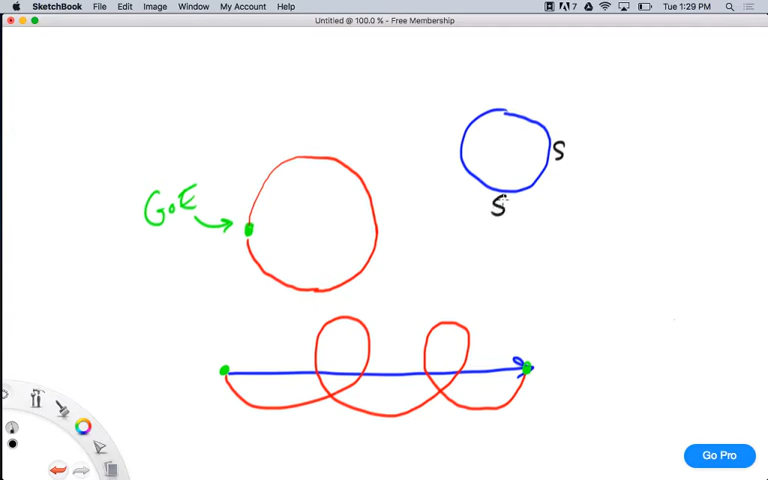 SketchBook File Edit Image Window My Account Help 7 Tue 1:29 PM
Untitled @ 100.0 % - Free Membership
S
GoE
S
Go Pro